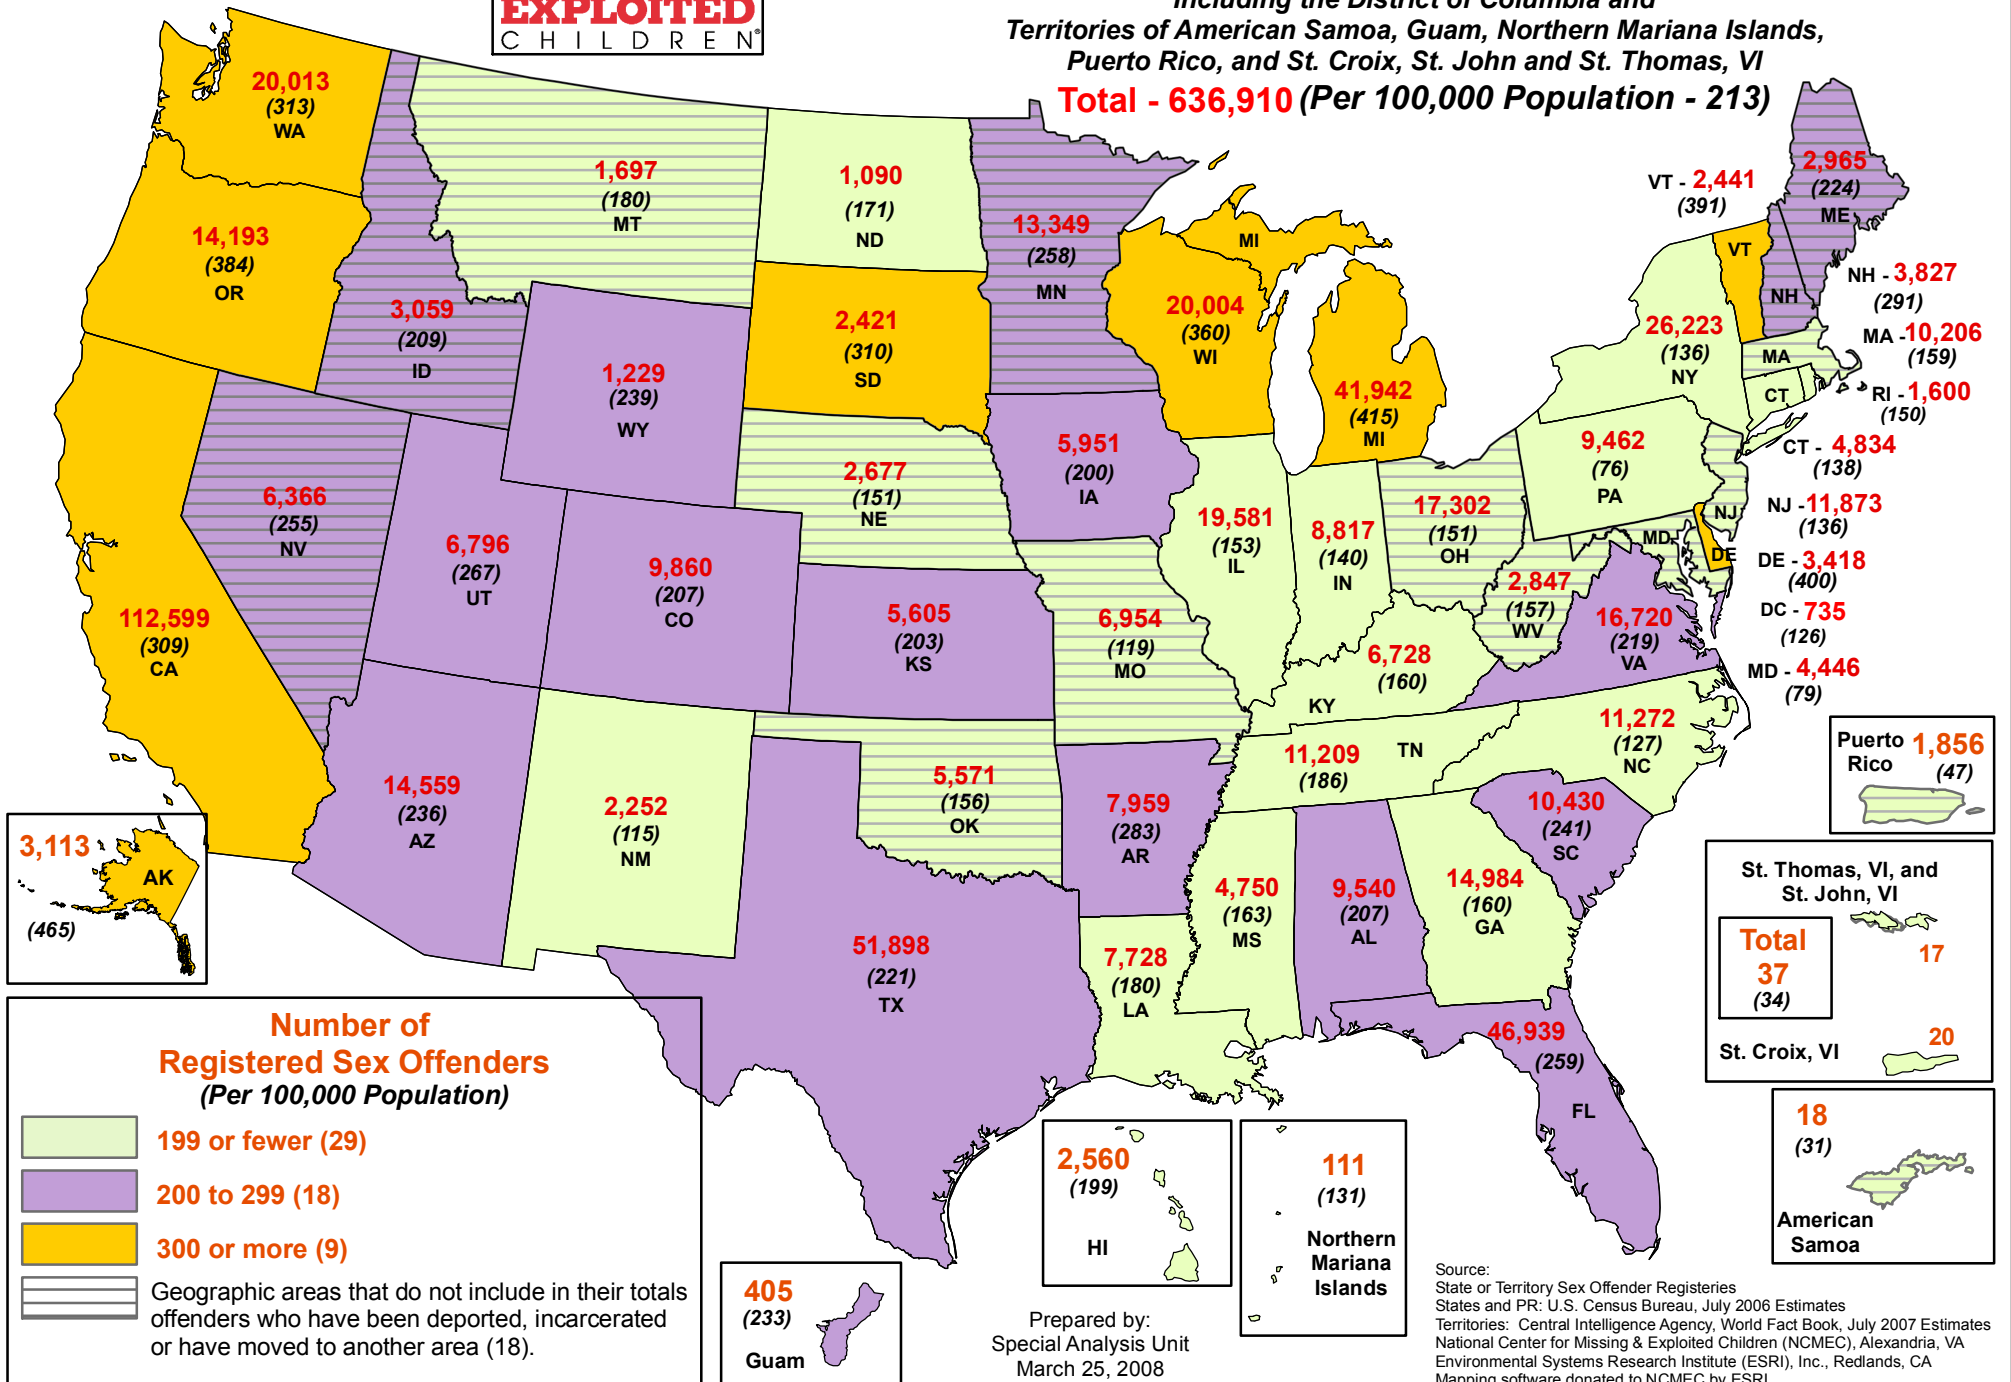 EXPLOITED
CHILDREN®
Including the District of Columbia and
Territories of American Samoa, Guam, Northern Mariana Islands,
Puerto Rico, and St. Croix, St. John and St. Thomas, VI
Total - 636,910 (Per 100,000 Population - 213)
20,013
(313)
WA
14,193
(384)
OR
112,599
(309)
CA
3,059
(209)
ID
6,366
(255)
NV
1,697
(180)
MT
1,229
(239)
WY
6,796
(267)
UT
9,860
(207)
CO
14,559
(236)
AZ
2,252
(115)
NM
1,090
(171)
ND
2,421
(310)
SD
2,677
(151)
NE
5,605
(203)
KS
5,571
(156)
OK
51,898
(221)
TX
13,349
(258)
MN
5,951
(200)
IA
6,954
(119)
MO
7,959
(283)
AR
7,728
(180)
LA
20,004
(360)
WI
19,581
(153)
IL
MI
41,942
(415)
MI
8,817
(140)
IN
17,302
(151)
OH
6,728
(160)
KY
11,209
(186)
TN
4,750
(163)
MS
9,540
(207)
AL
14,984
(160)
GA
46,939
(259)
FL
10,430
(241)
SC
11,272
(127)
NC
16,720
(219)
VA
2,847
(157)
WV
9,462
(76)
PA
26,223
(136)
NY
VT
NH
MA
CT
NJ
MD
DE
2,965
(224)
ME
VT - 2,441
(391)
NH - 3,827
(291)
MA -10,206
(159)
RI -1,600
(150)
CT - 4,834
(138)
NJ -11,873
(136)
DE - 3,418
(400)
DC - 735
(126)
MD - 4,446
(79)
Puerto Rico 1,856
(47)
St. Thomas, VI, and
St. John, VI
17
Total
37
(34)
St. Croix, VI
20
18
(31)
American
Samoa
3,113
AK
(465)
2,560
(199)
HI
111
(131)
Northern
Mariana
Islands
405
(233)
Guam
Number of
Registered Sex Offenders
(Per 100,000 Population)
199 or fewer (29)
200 to 299 (18)
300 or more (9)
Geographic areas that do not include in their totals
offenders who have been deported, incarcerated
or have moved to another area (18).
Prepared by:
Special Analysis Unit
March 25, 2008
Source:
State or Territory Sex Offender Registeries
States and PR: U.S. Census Bureau, July 2006 Estimates
Territories: Central Intelligence Agency, World Fact Book, July 2007 Estimates
National Center for Missing & Exploited Children (NCMEC), Alexandria, VA
Environmental Systems Research Institute (ESRI), Inc., Redlands, CA
Mapping software donated to NCMEC by ESRI